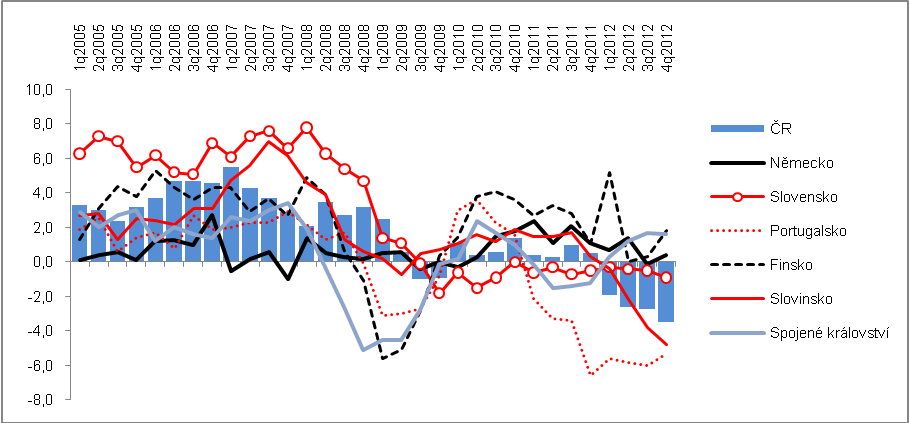 1q2005
2q2005
3q2005
4q2005
1q2006
2q2006
3q2006
4q2006
1q2007
2q2007
3q2007
4q2007
1q2008
2q2008
3q2008
4q2008
1q2009
2q2009
3q2009
4q2009
1q2010
2q2010
3q2010
4q2010
1q2011
2q2011
3q2011
4q2011
1q2012
2q2012
3q2012
4q2012
10,0
8,0
6,0
4,0
2,0
0,0
-2,0
-4,0
-6,0
-8,0
ČR
Německo
Slovensko
Portugalsko
Finsko
Slovinsko
Spojené království